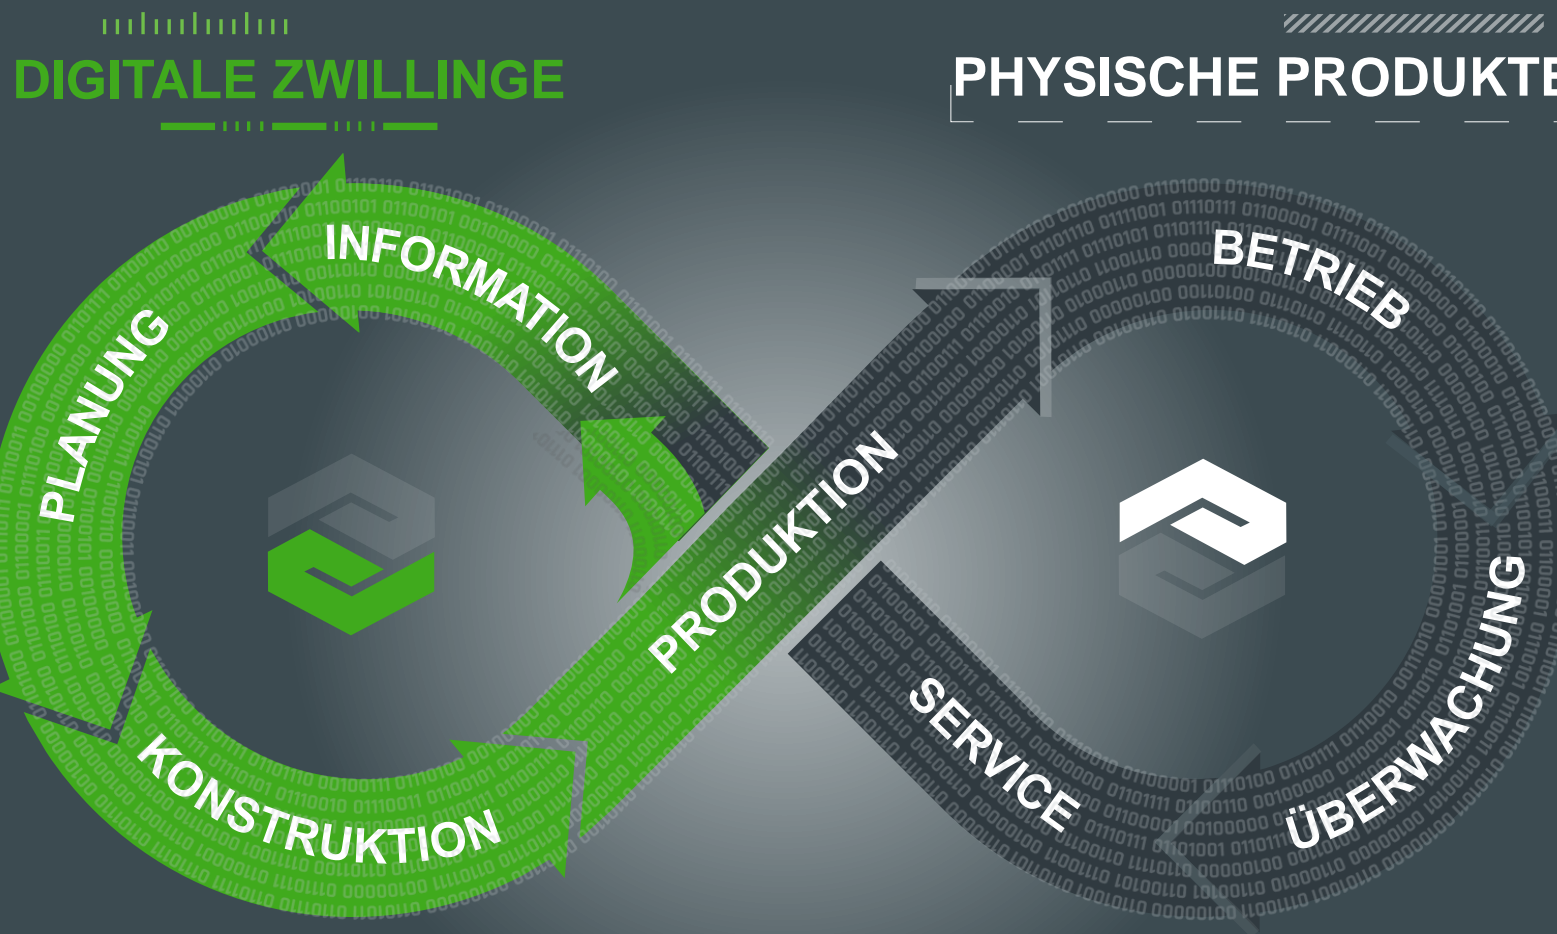 DIGITALE ZWILLINGE
PHYSISCHE PRODUKTE
INFORMATION
PLANUNG
KONSTRUKTION
PRODUKTION
BETRIEB
ÜBERWACHUNG
SERVICE